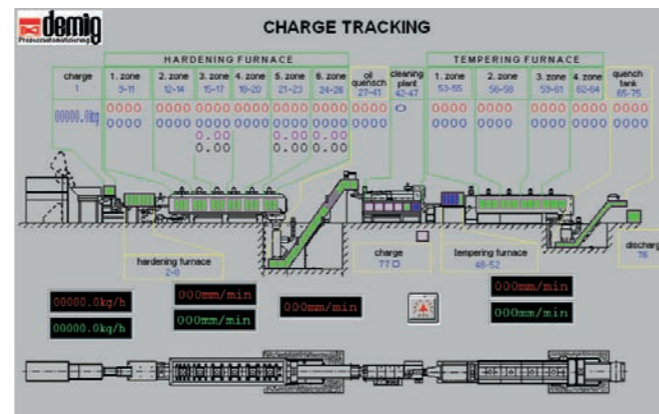 demig
Prozessautomatisierung
CHARGE TRACKING
HARDENING FURNACE
TEMPERING FURNACE
charge
1
1. zone
9-11
2. zone
12-14
3. zone
15-17
4. zone
18-20
5. zone
21-23
6. zone
24-26
oil
quensch
27-41
cleaning
plant
42-47
1. zone
53-55
2. zone
56-58
3. zone
59-61
4. zone
62-64
quench
tank
65-75
0000 0000 0000 0000 0000 0000 0000 0000 0000 0000 0000 0000
00000.0kg
0000 0000 0000 0000 0000 0000 0000 0000 0000 0000 0000 0000
0.00 0.00 0.00
0.00 0.00 0.00
hardening furnace
2-8
charge
77
tempering furnace
48-52
discharge
76
00000.0kg/h
00000.0kg/h
000mm/min
000mm/min
000mm/min
000mm/min
000mm/min